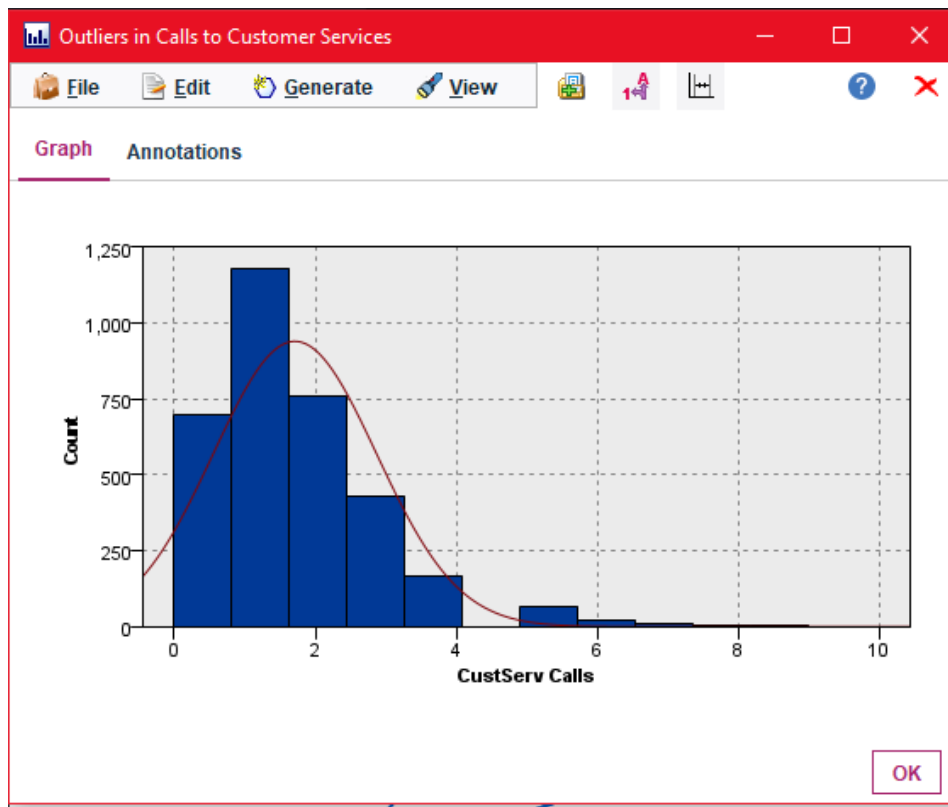 Outliers in Calls to Customer Services
File Edit Generate View
Graph Annotations
1,250
1,000
750
500
250
0
Count
0 2 4 6 8 10
CustServ Calls
OK